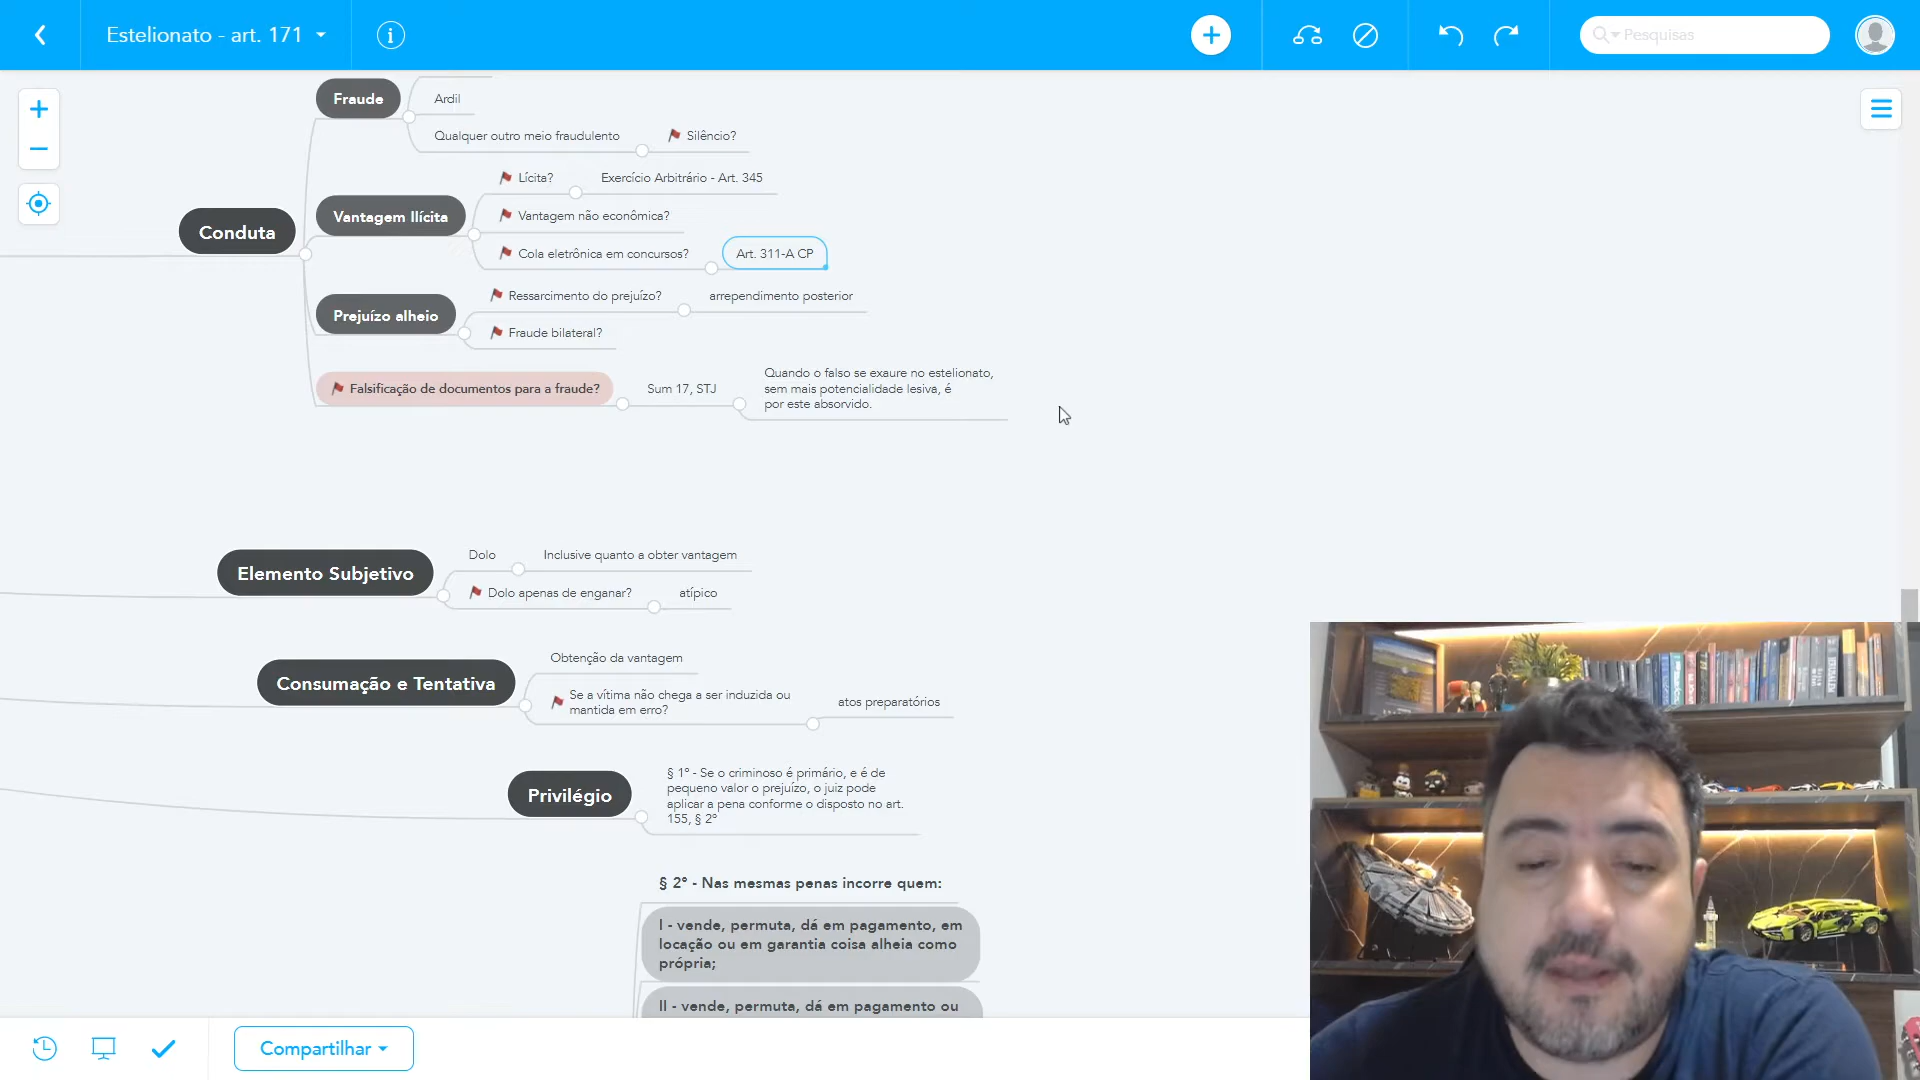 Estelionato - art. 171
Pesquisas
Fraude
Ardil
Qualquer outro meio fraudulento
Silêncio?
Lícita?
Exercício Arbitrário - Art. 345
Vantagem Ilícita
Vantagem não econômica?
Conduta
Cola eletrônica em concursos?
Art. 311-A CP
Ressarcimento do prejuízo?
arrependimento posterior
Prejuízo alheio
Fraude bilateral?
Falsificação de documentos para a fraude?
Sum 17, STJ
Quando o falso se exaure no estelionato,
sem mais potencialidade lesiva, é
por este absorvido.
Elemento Subjetivo
Dolo
Inclusive quanto a obter vantagem
Dolo apenas de enganar?
atípico
Consumação e Tentativa
Obtenção da vantagem
Se a vítima não chega a ser induzida ou
mantida em erro?
atos preparatórios
Privilégio
§ 1º - Se o criminoso é primário, e é de
pequeno valor o prejuízo, o juiz pode
aplicar a pena conforme o disposto no art.
155, § 2º
§ 2º - Nas mesmas penas incorre quem:
I - vende, permuta, dá em pagamento, em
locação ou em garantia coisa alheia como
própria;
II - vende, permuta, dá em pagamento ou
Compartilhar